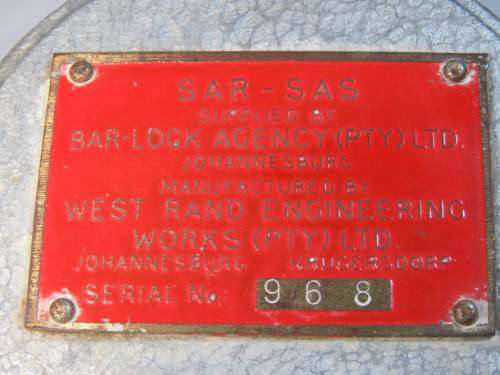 SAR - SAS
SUPPLIED BY
BAR-LOCK AGENCY (PTY) LTD.
JOHANNESBURG
MANUFACTURED BY
WEST RAND ENGINEERING
WORKS (PTY) LTD.
JOHANNESBURG KRUGERSDORP
SERIAL No. 968